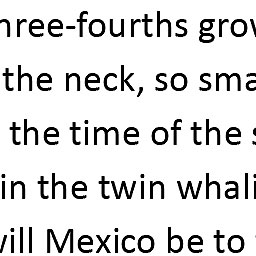 hree-fourths grow
the neck, so sma
the time of the s
in the twin whali
will Mexico be to